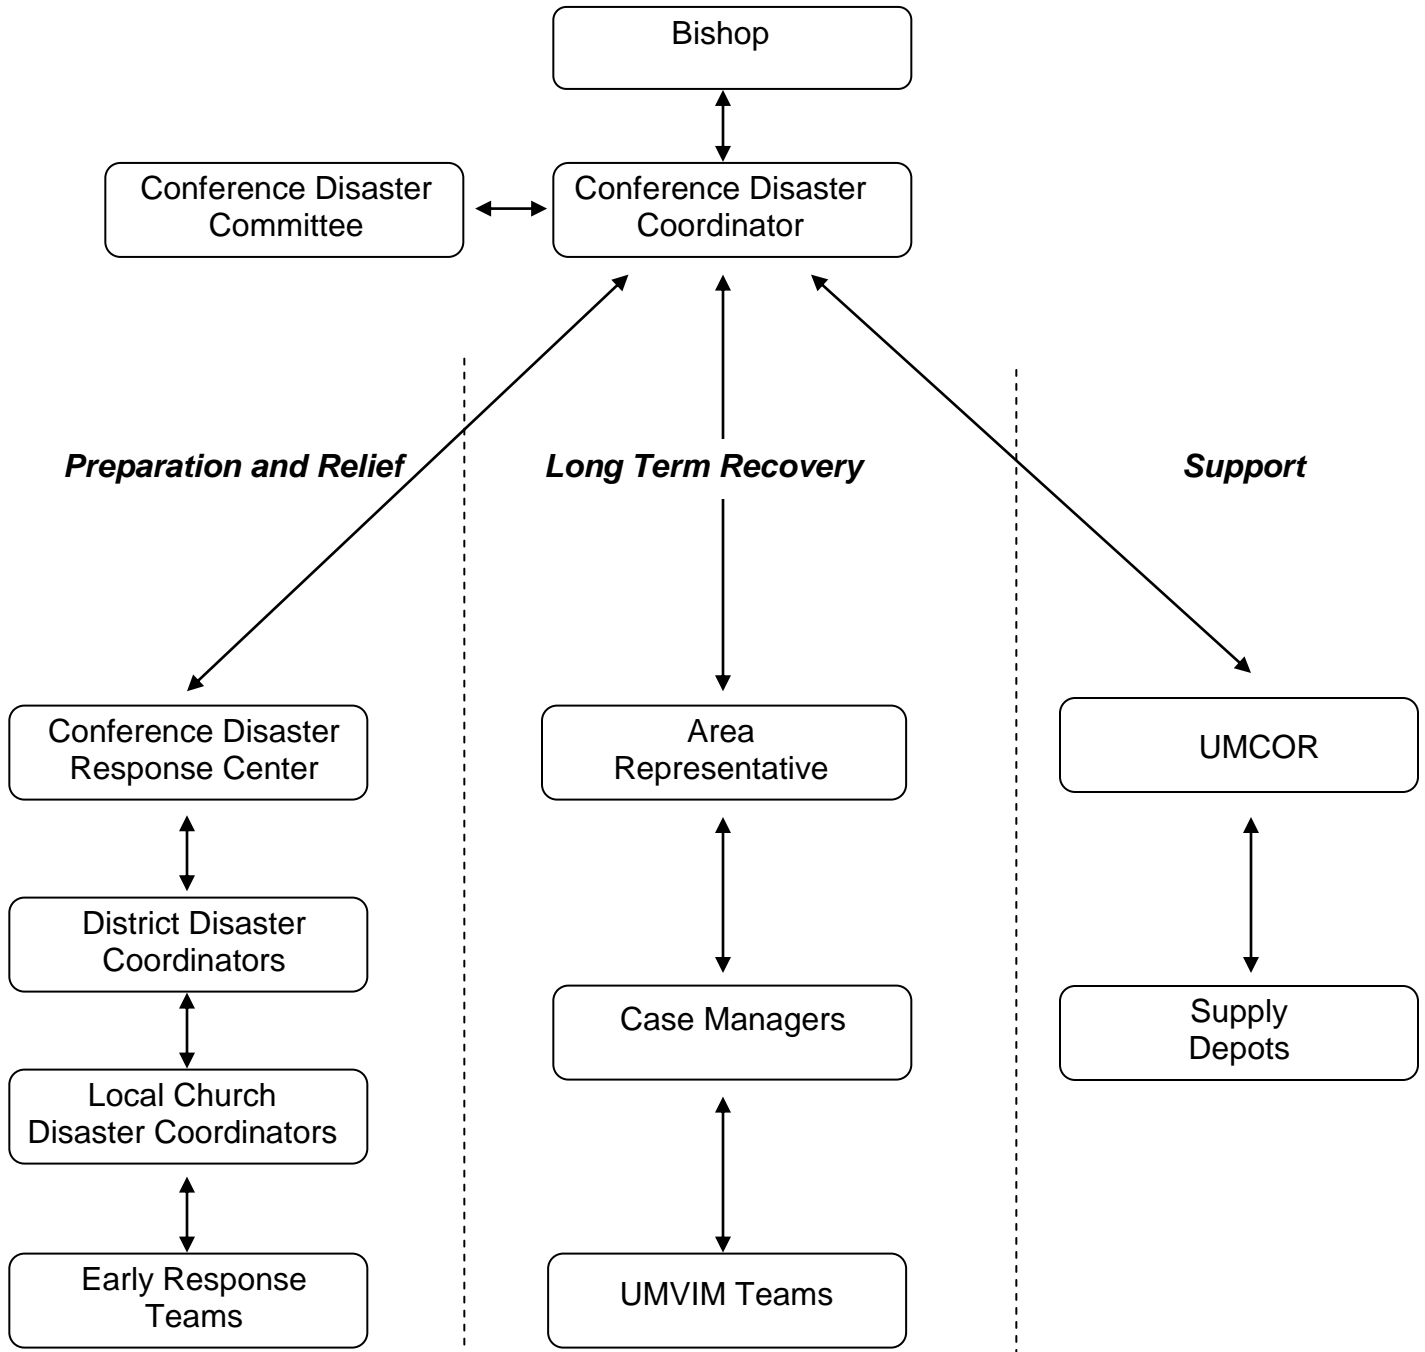 Bishop
Conference Disaster
Committee
Conference Disaster
Coordinator
Preparation and Relief
Long Term Recovery
Support
Conference Disaster
Response Center
Area
Representative
UMCOR
District Disaster
Coordinators
Case Managers
Supply
Depots
Local Church
Disaster Coordinators
Early Response
Teams
UMVIM Teams